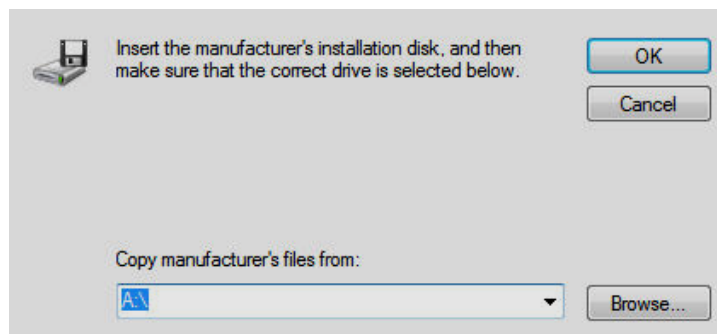 Insert the manufacturer's installation disk, and then
make sure that the correct drive is selected below.
OK
Cancel
Copy manufacturer's files from:
A:\
Browse...